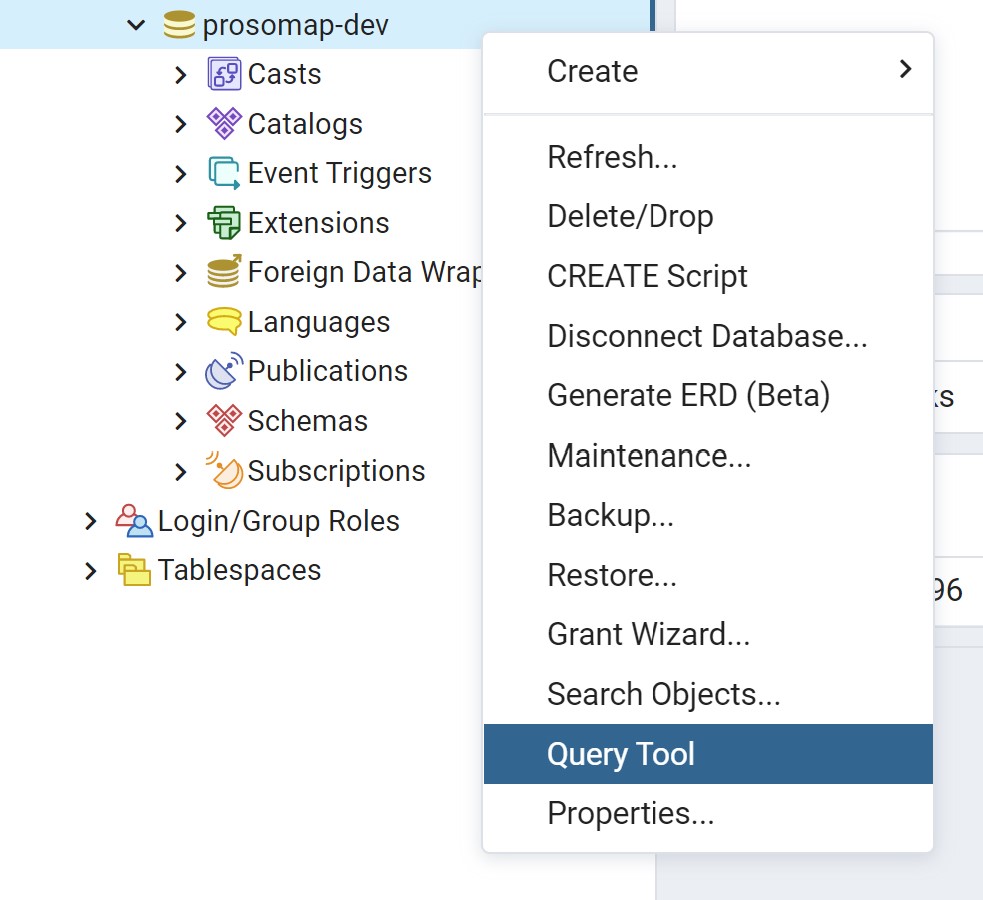 prosomap-dev
Casts
Catalogs
Event Triggers
Extensions
Foreign Data Wrap
Languages
Publications
Schemas
Subscriptions
Login/Group Roles
Tablespaces
Create
Refresh...
Delete/Drop
CREATE Script
Disconnect Database...
Generate ERD (Beta)
Maintenance...
Backup...
Restore...
Grant Wizard...
Search Objects...
Query Tool
Properties...
96